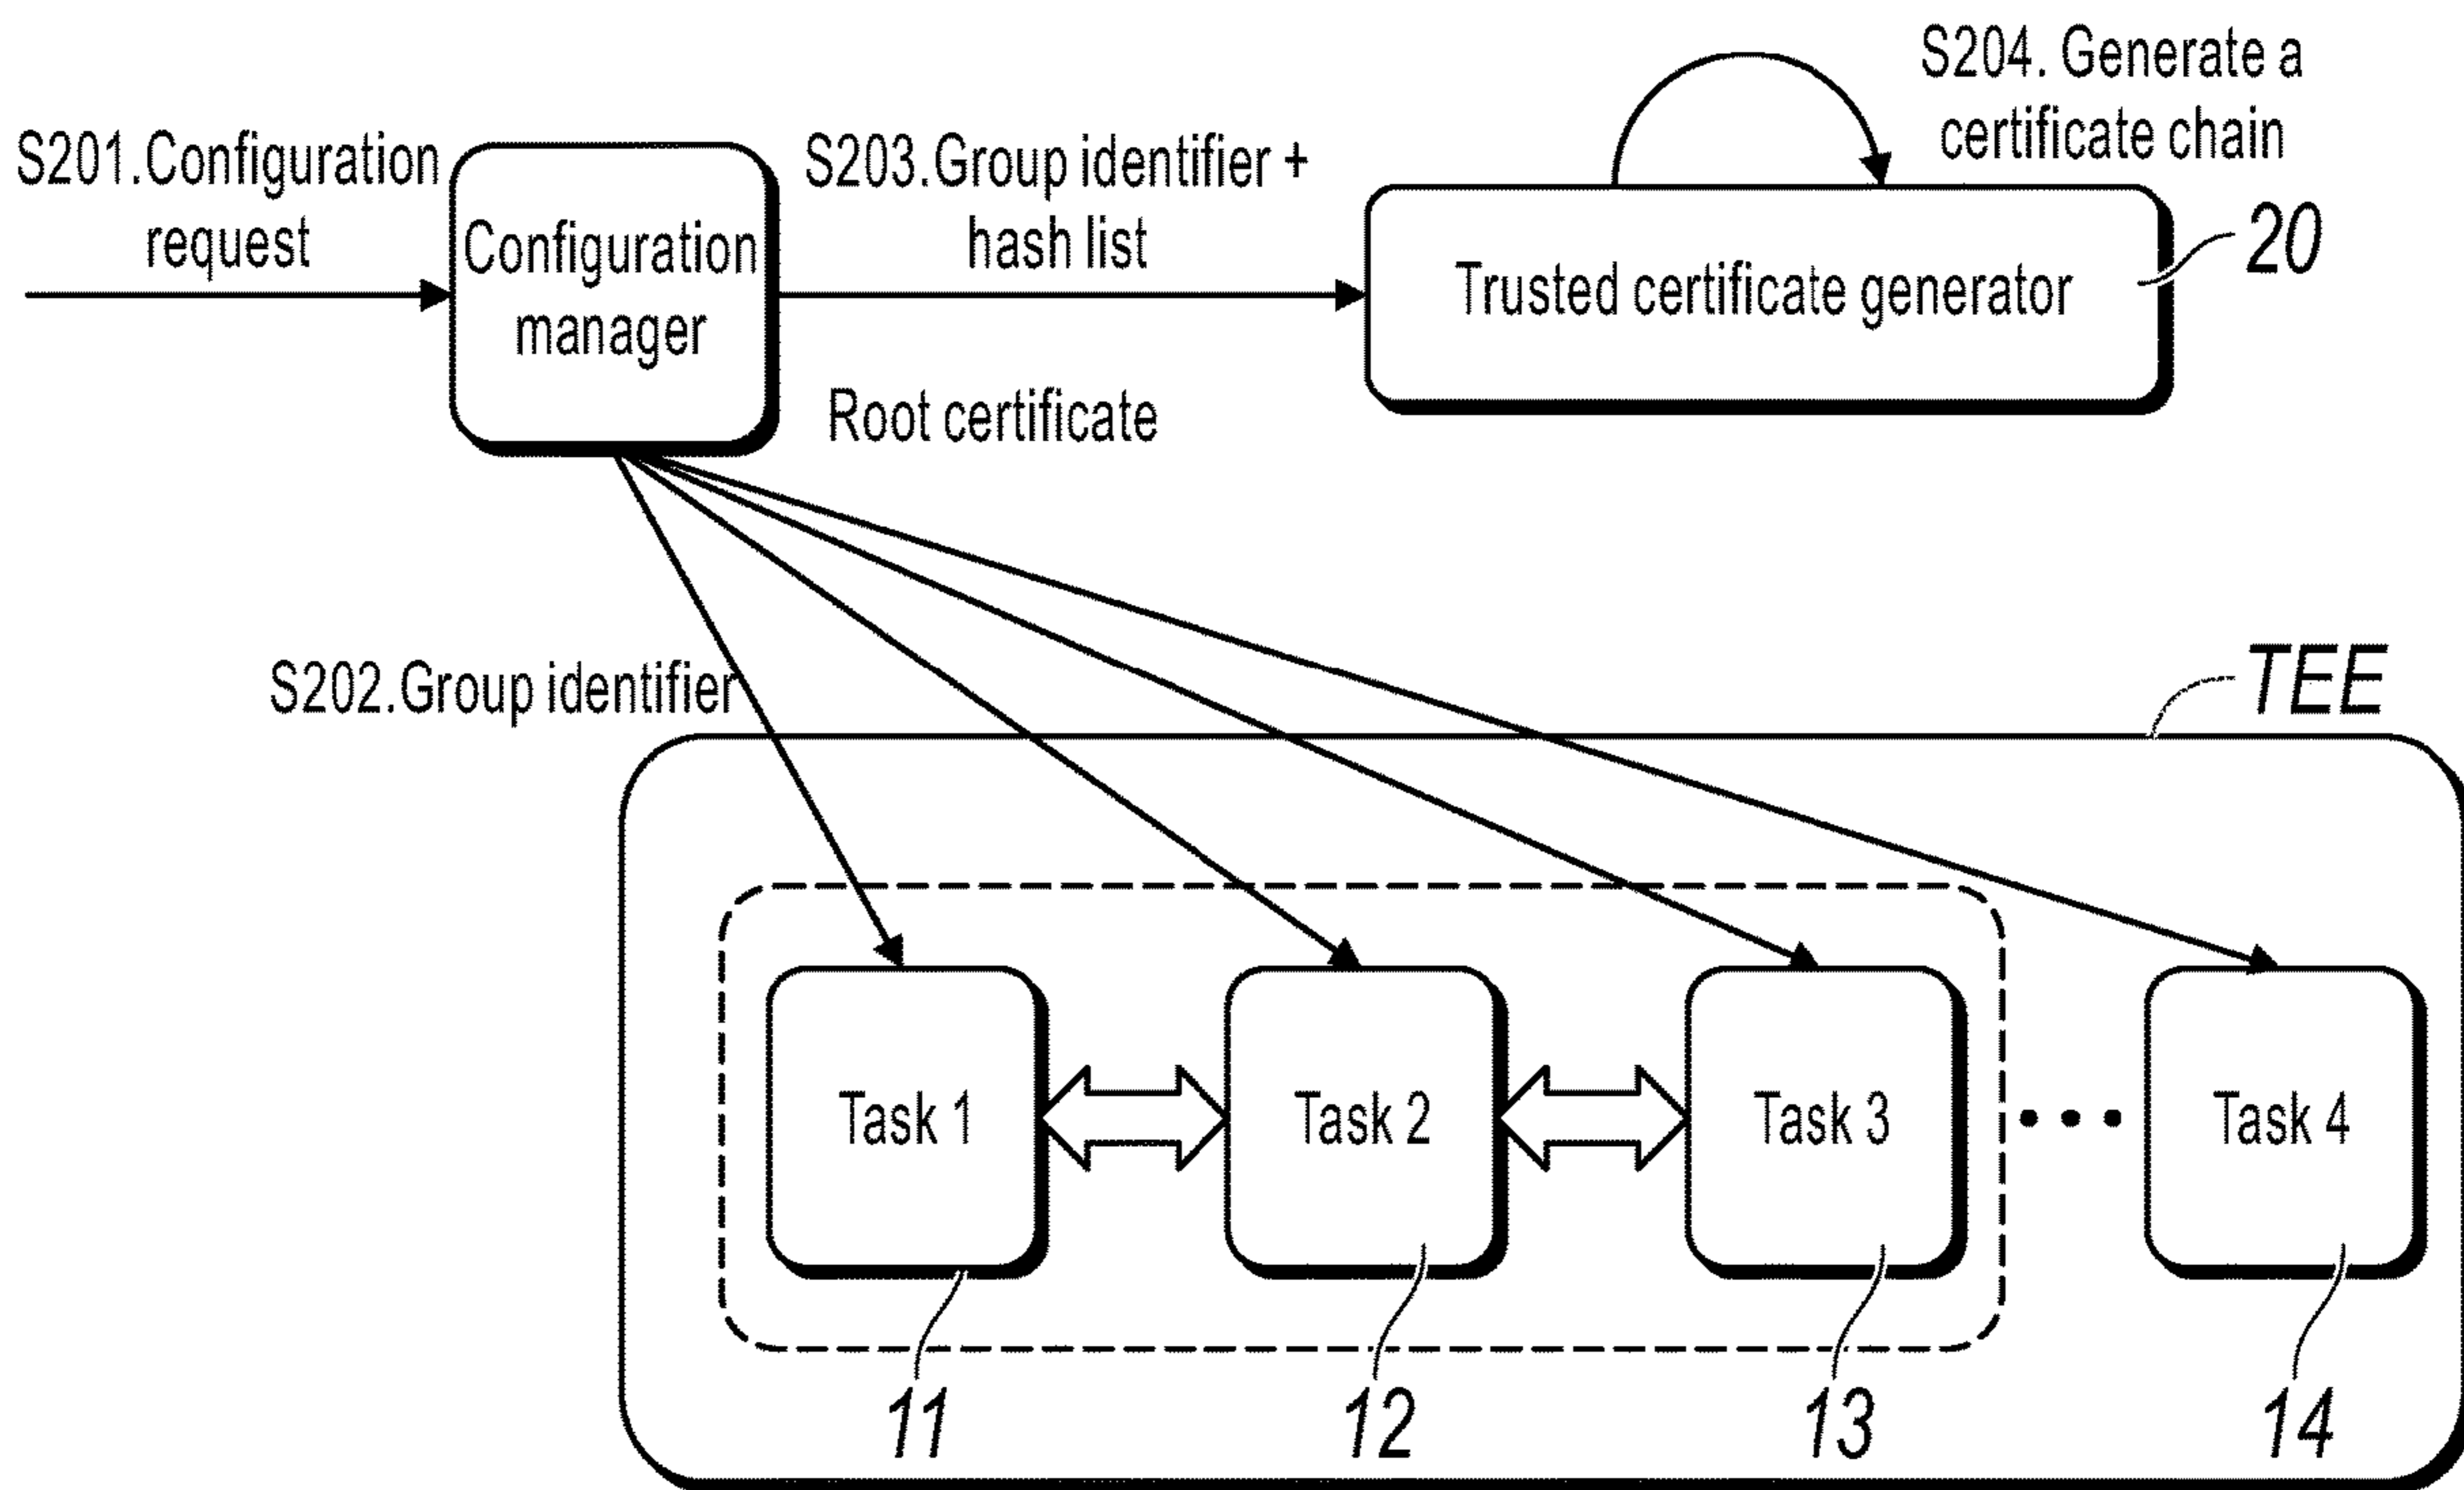 S201.Configuration
request
Configuration
manager
S203.Group identifier +
hash list
S204. Generate a
certificate chain
Trusted certificate generator
20
Root certificate
S202.Group identifier
TEE
Task 1
Task 2
Task 3
Task 4
11
12
13
14